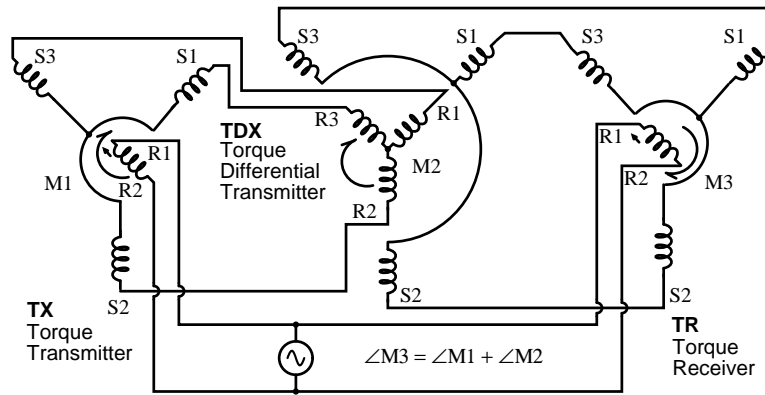 S3
S1
S3
S1
S3
S1
R3
R1
TDX
Torque
Differential
Transmitter
R1
R2
M1
M2
R2
R1
R2
M3
S2
S2
S2
TX
Torque
Transmitter
∠M3 = ∠M1 + ∠M2
TR
Torque
Receiver